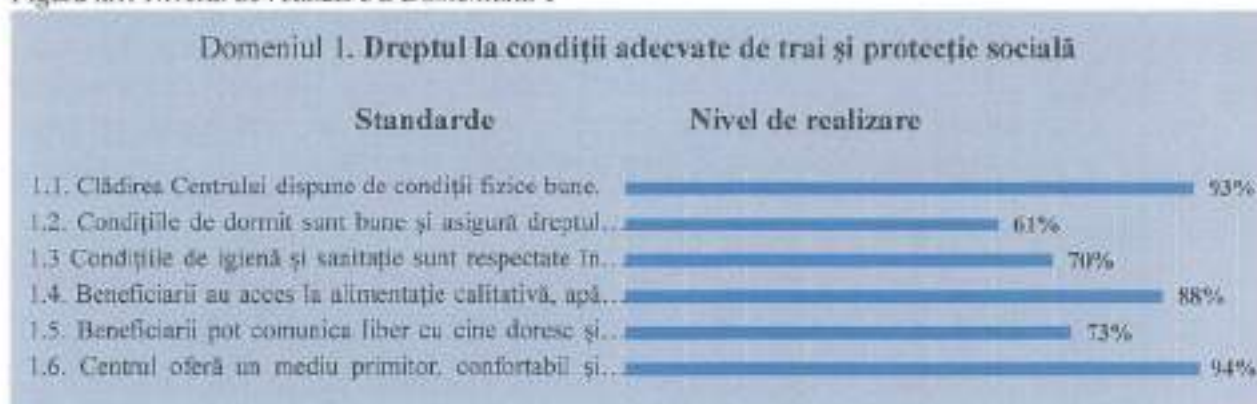 Domeniul 1. Dreptul la condiții adecvate de trai și protecție socială
Standarde Nivel de realizare
1.1. Clădirea Centrului dispune de condiții fizice bune. 93%
1.2. Condițiile de dormit sunt bune și asigură dreptul... 61%
1.3 Condițiile de igienă și sanitație sunt respectate în... 70%
1.4. Beneficiarii au acces la alimentație calitativă, apă... 88%
1.5. Beneficiarii pot comunica liber cu cine doresc și... 73%
1.6. Centrul oferă un mediu primitor, confortabil și... 94%